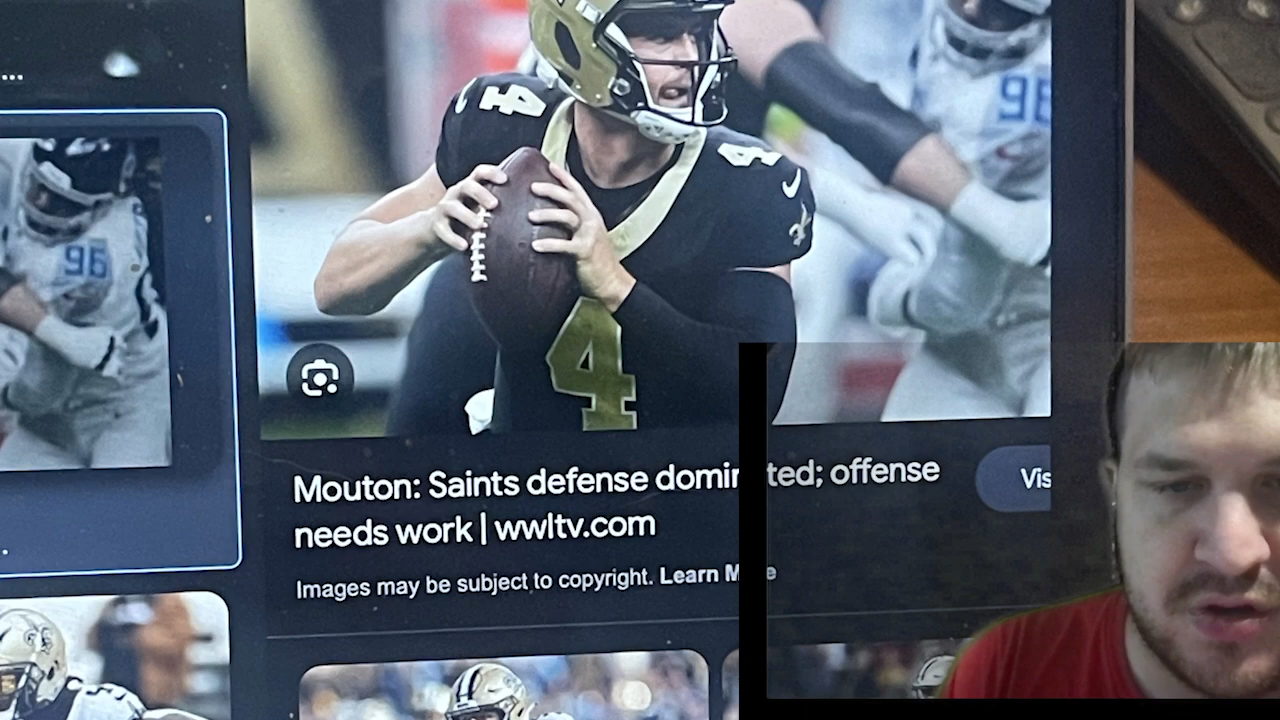 4
4
96
96
4
Mouton: Saints defense domin ted; offense
needs work | wwltv.com
Vis
Images may be subject to copyright. Learn M e